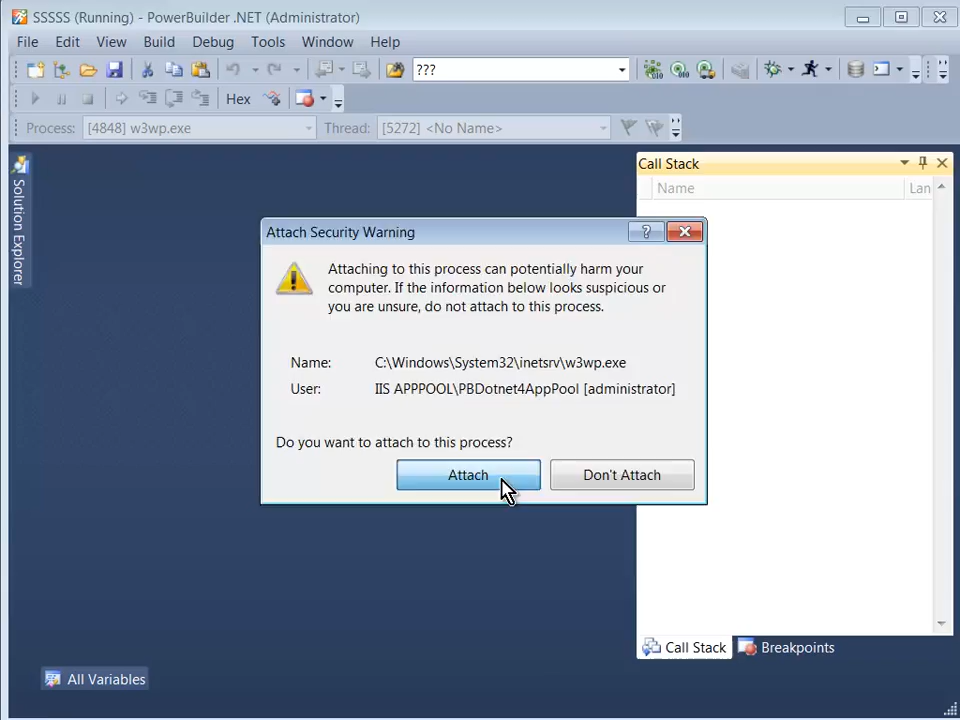 SSSSS (Running) - PowerBuilder .NET (Administrator)
File Edit View Build Debug Tools Window Help
???
Hex
Process: [4848] w3wp.exe Thread: [5272] <No Name>
Solution Explorer
Call Stack
Name Lan
Attach Security Warning
?
Attaching to this process can potentially harm your
computer. If the information below looks suspicious or
you are unsure, do not attach to this process.
Name: C:\Windows\System32\inetsrv\w3wp.exe
User: IIS APPPOOL\PBDotnet4AppPool [administrator]
Do you want to attach to this process?
Attach Don't Attach
Call Stack Breakpoints
All Variables